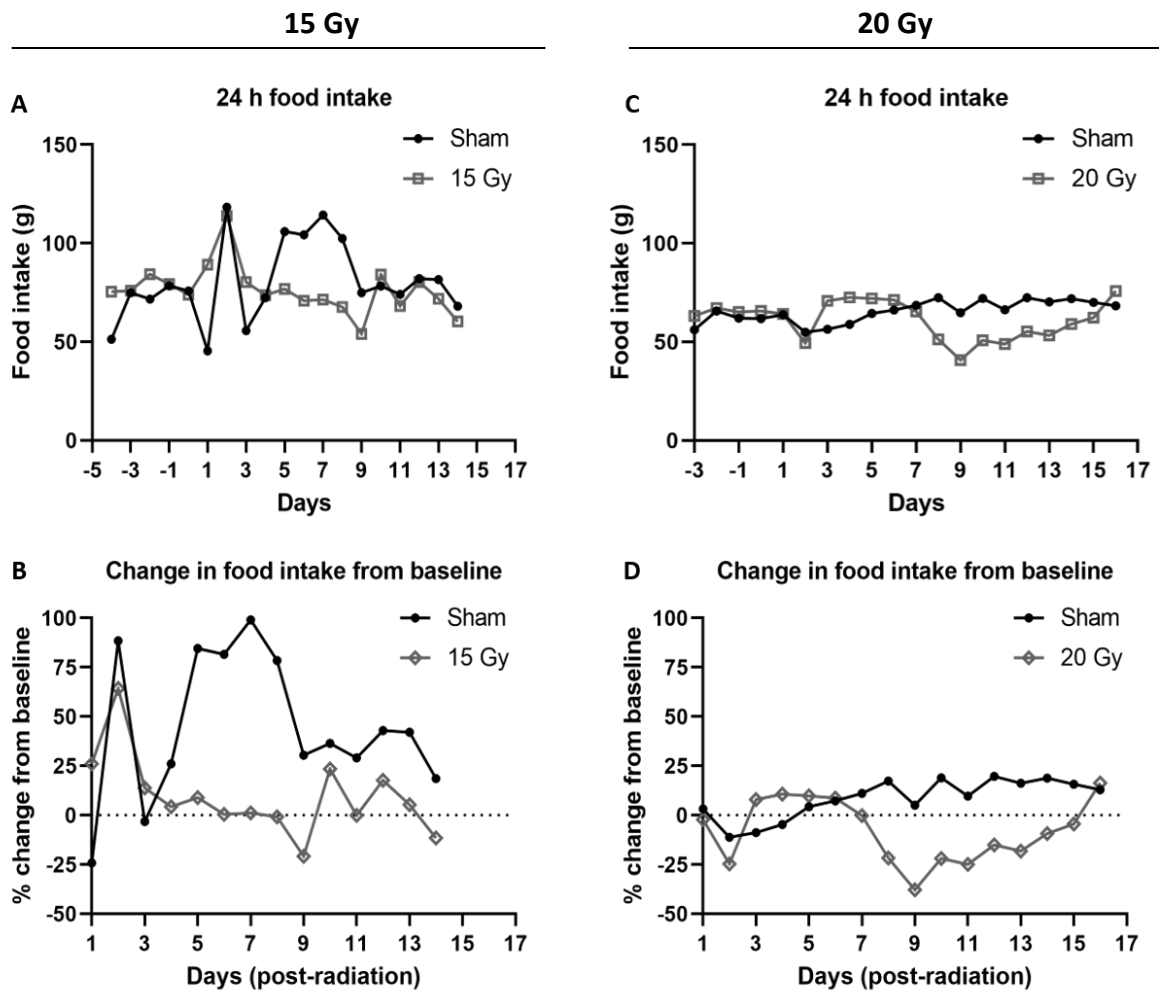 15 Gy
20 Gy
A
24 h food intake
Sham
15 Gy
Food intake (g)
150
100
50
0
-5 -3 -1 1 3 5 7 9 11 13 15 17
Days
C
24 h food intake
Sham
20 Gy
Food intake (g)
150
100
50
0
-3 -1 1 3 5 7 9 11 13 15 17
Days
B
Change in food intake from baseline
Sham
15 Gy
% change from baseline
100
75
50
25
0
-25
-50
1 3 5 7 9 11 13 15 17
Days (post-radiation)
D
Change in food intake from baseline
Sham
20 Gy
% change from baseline
100
75
50
25
0
-25
-50
1 3 5 7 9 11 13 15 17
Days (post-radiation)